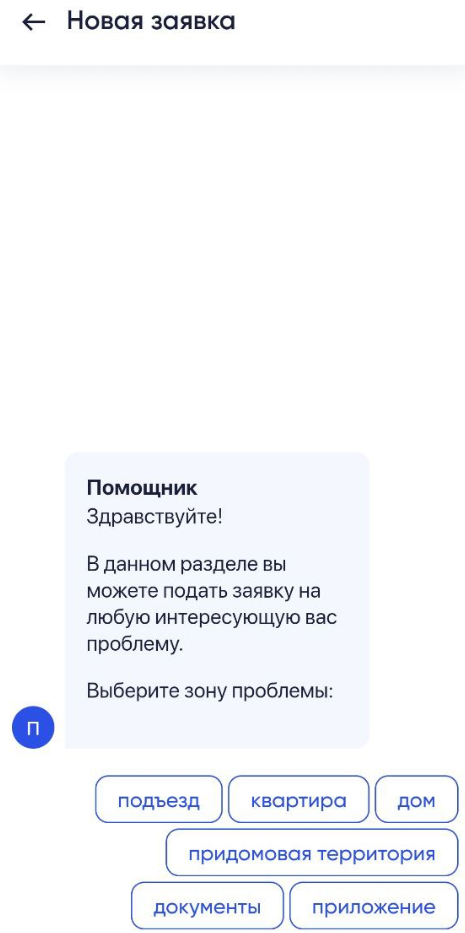 ← Новая заявка
Помощник
Здравствуйте!
В данном разделе вы
можете подать заявку на
любую интересующую вас
проблему.
Выберите зону проблемы:
П
подъезд квартира дом
придомовая территория
документы приложение